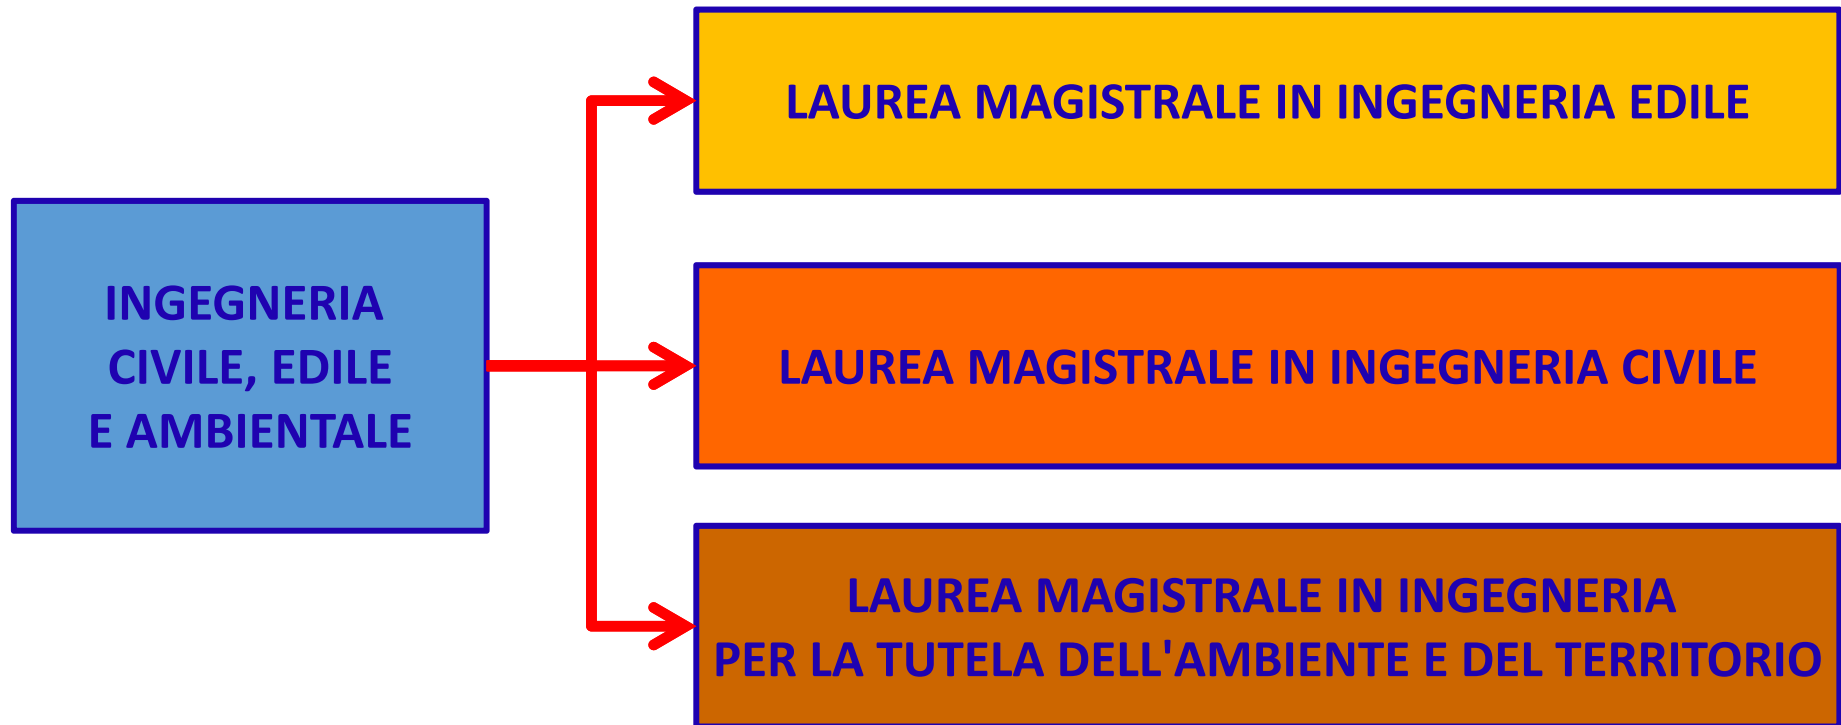 INGEGNERIA
CIVILE, EDILE
E AMBIENTALE
LAUREA MAGISTRALE IN INGEGNERIA EDILE
LAUREA MAGISTRALE IN INGEGNERIA CIVILE
LAUREA MAGISTRALE IN INGEGNERIA
PER LA TUTELA DELL'AMBIENTE E DEL TERRITORIO